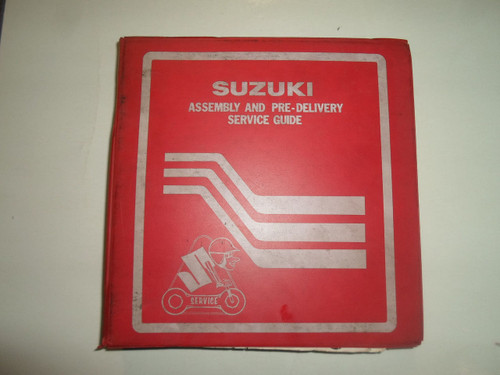 SUZUKI
ASSEMBLY AND PRE-DELIVERY
SERVICE GUIDE
SERVICE